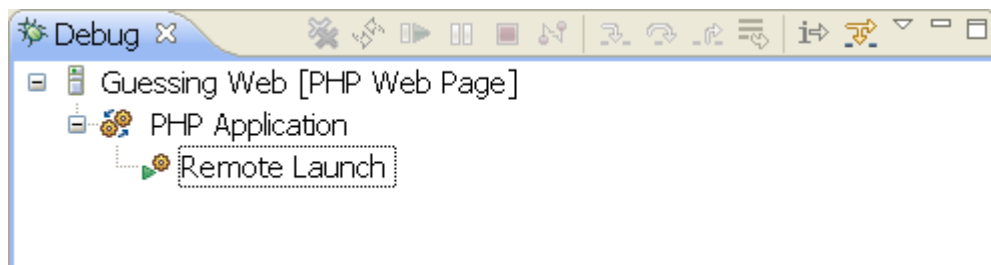 Debug
Guessing Web [PHP Web Page]
PHP Application
Remote Launch